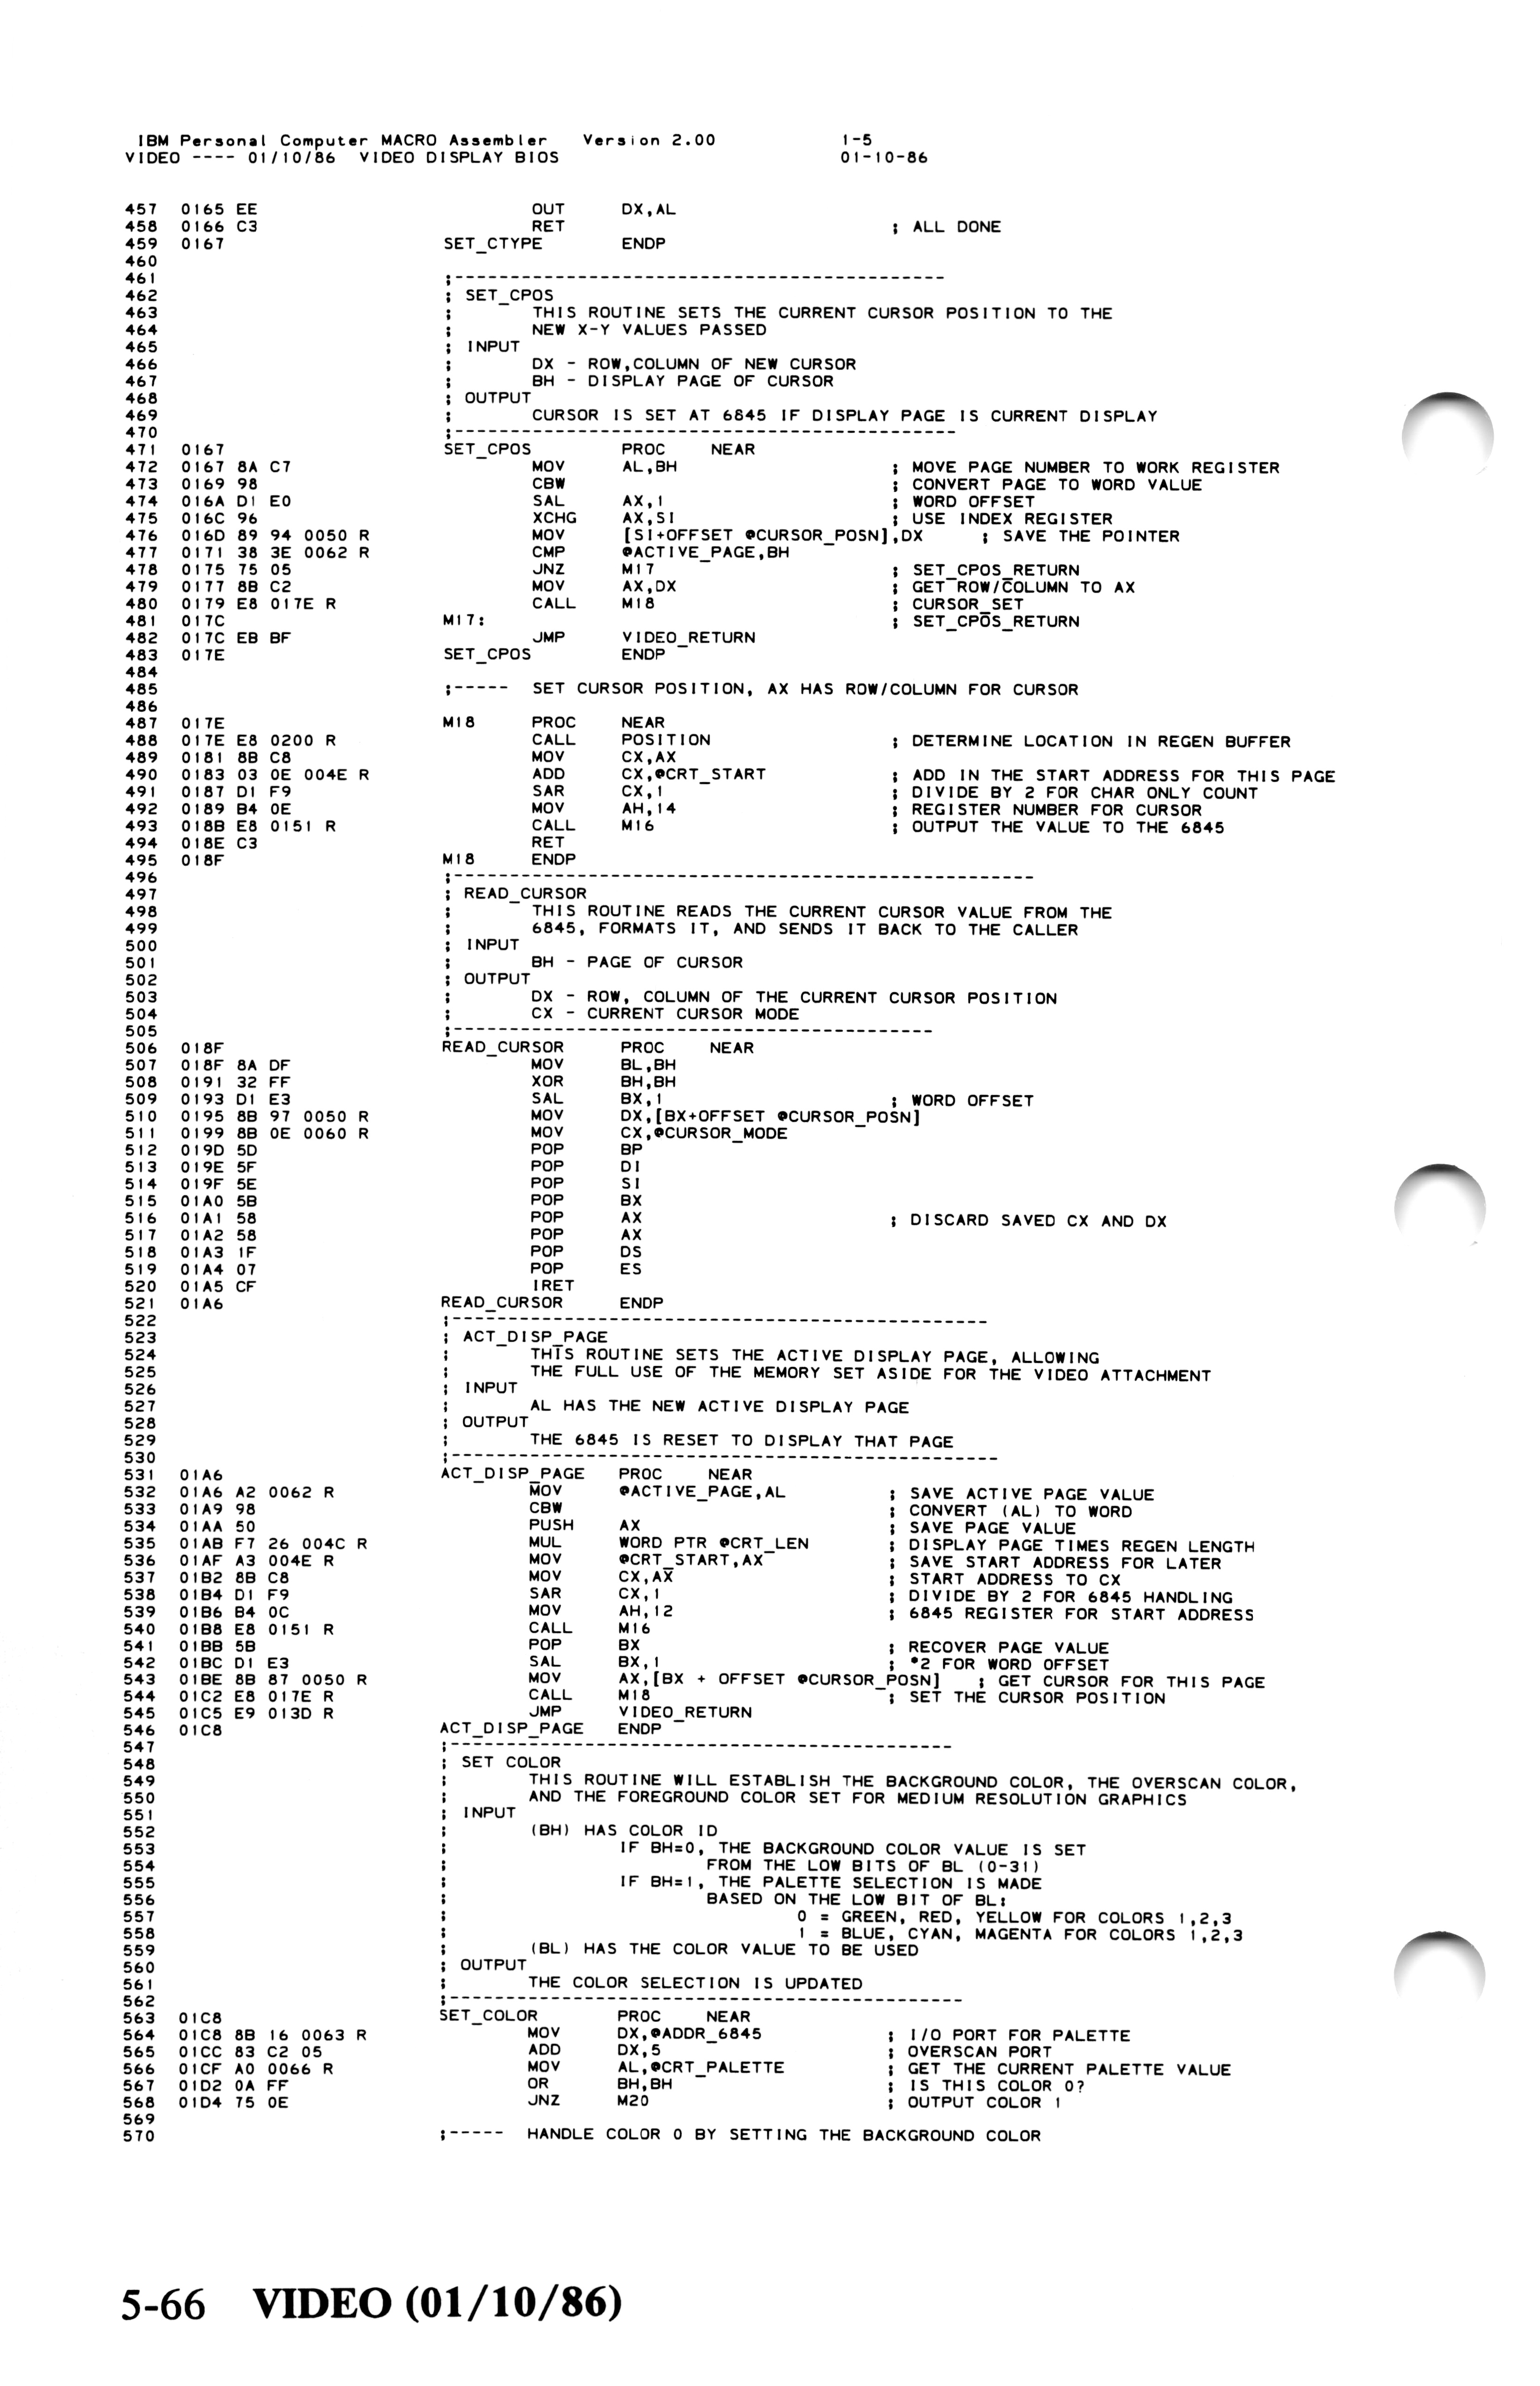 IBM Personal Computer MACRO Assembler   Version 2.00          1-5
VIDEO ---- 01/10/86  VIDEO DISPLAY BIOS                       01-10-86
457  0165 EE                  OUT     DX,AL
458  0166 C3                  RET                             ; ALL DONE
459  0167             SET_CTYPE       ENDP
460
461                   ;--------------------------------------------
462                   ; SET_CPOS
463                   ;       THIS ROUTINE SETS THE CURRENT CURSOR POSITION TO THE
464                   ;       NEW X-Y VALUES PASSED
465                   ; INPUT
466                   ;       DX - ROW,COLUMN OF NEW CURSOR
467                   ;       BH - DISPLAY PAGE OF CURSOR
468                   ; OUTPUT
469                   ;       CURSOR IS SET AT 6845 IF DISPLAY PAGE IS CURRENT DISPLAY
470                   ;---------------------------------------------
471  0167             SET_CPOS        PROC    NEAR
472  0167 8A C7               MOV     AL,BH                   ; MOVE PAGE NUMBER TO WORK REGISTER
473  0169 98                  CBW                             ; CONVERT PAGE TO WORD VALUE
474  016A D1 E0               SAL     AX,1                    ; WORD OFFSET
475  016C 96                  XCHG    AX,SI                   ; USE INDEX REGISTER
476  016D 89 94 0050 R        MOV     [SI+OFFSET @CURSOR_POSN],DX     ; SAVE THE POINTER
477  0171 38 3E 0062 R        CMP     @ACTIVE_PAGE,BH
478  0175 75 05               JNZ     M17                     ; SET_CPOS_RETURN
479  0177 8B C2               MOV     AX,DX                   ; GET ROW/COLUMN TO AX
480  0179 E8 017E R           CALL    M18                     ; CURSOR_SET
481  017C             M17:                                    ; SET_CPOS_RETURN
482  017C EB BF               JMP     VIDEO_RETURN
483  017E             SET_CPOS        ENDP
484
485                   ;-----  SET CURSOR POSITION, AX HAS ROW/COLUMN FOR CURSOR
486
487  017E             M18     PROC    NEAR
488  017E E8 0200 R           CALL    POSITION                ; DETERMINE LOCATION IN REGEN BUFFER
489  0181 8B C8               MOV     CX,AX
490  0183 03 0E 004E R        ADD     CX,@CRT_START           ; ADD IN THE START ADDRESS FOR THIS PAGE
491  0187 D1 F9               SAR     CX,1                    ; DIVIDE BY 2 FOR CHAR ONLY COUNT
492  0189 B4 0E               MOV     AH,14                   ; REGISTER NUMBER FOR CURSOR
493  018B E8 0151 R           CALL    M16                     ; OUTPUT THE VALUE TO THE 6845
494  018E C3                  RET
495  018F             M18     ENDP
496                   ;----------------------------------------------------
497                   ; READ_CURSOR
498                   ;       THIS ROUTINE READS THE CURRENT CURSOR VALUE FROM THE
499                   ;       6845, FORMATS IT, AND SENDS IT BACK TO THE CALLER
500                   ; INPUT
501                   ;       BH - PAGE OF CURSOR
502                   ; OUTPUT
503                   ;       DX - ROW, COLUMN OF THE CURRENT CURSOR POSITION
504                   ;       CX - CURRENT CURSOR MODE
505                   ;-------------------------------------------
506  018F             READ_CURSOR     PROC    NEAR
507  018F 8A DF               MOV     BL,BH
508  0191 32 FF               XOR     BH,BH
509  0193 D1 E3               SAL     BX,1                    ; WORD OFFSET
510  0195 8B 97 0050 R        MOV     DX,[BX+OFFSET @CURSOR_POSN]
511  0199 8B 0E 0060 R        MOV     CX,@CURSOR_MODE
512  019D 5D                  POP     BP
513  019E 5F                  POP     DI
514  019F 5E                  POP     SI
515  01A0 5B                  POP     BX
516  01A1 58                  POP     AX                      ; DISCARD SAVED CX AND DX
517  01A2 58                  POP     AX
518  01A3 1F                  POP     DS
519  01A4 07                  POP     ES
520  01A5 CF                  IRET
521  01A6             READ_CURSOR     ENDP
522                   ;------------------------------------------------
523                   ; ACT_DISP_PAGE
524                   ;       THIS ROUTINE SETS THE ACTIVE DISPLAY PAGE, ALLOWING
525                   ;       THE FULL USE OF THE MEMORY SET ASIDE FOR THE VIDEO ATTACHMENT
526                   ; INPUT
527                   ;       AL HAS THE NEW ACTIVE DISPLAY PAGE
528                   ; OUTPUT
529                   ;       THE 6845 IS RESET TO DISPLAY THAT PAGE
530                   ;-------------------------------------------------
531  01A6             ACT_DISP_PAGE   PROC    NEAR
532  01A6 A2 0062 R           MOV     @ACTIVE_PAGE,AL         ; SAVE ACTIVE PAGE VALUE
533  01A9 98                  CBW                             ; CONVERT (AL) TO WORD
534  01AA 50                  PUSH    AX                      ; SAVE PAGE VALUE
535  01AB F7 26 004C R        MUL     WORD PTR @CRT_LEN       ; DISPLAY PAGE TIMES REGEN LENGTH
536  01AF A3 004E R           MOV     @CRT_START,AX           ; SAVE START ADDRESS FOR LATER
537  01B2 8B C8               MOV     CX,AX                   ; START ADDRESS TO CX
538  01B4 D1 F9               SAR     CX,1                    ; DIVIDE BY 2 FOR 6845 HANDLING
539  01B6 B4 0C               MOV     AH,12                   ; 6845 REGISTER FOR START ADDRESS
540  01B8 E8 0151 R           CALL    M16
541  01BB 5B                  POP     BX                      ; RECOVER PAGE VALUE
542  01BC D1 E3               SAL     BX,1                    ; *2 FOR WORD OFFSET
543  01BE 8B 87 0050 R        MOV     AX,[BX + OFFSET @CURSOR_POSN]   ; GET CURSOR FOR THIS PAGE
544  01C2 E8 017E R           CALL    M18                     ; SET THE CURSOR POSITION
545  01C5 E9 013D R           JMP     VIDEO_RETURN
546  01C8             ACT_DISP_PAGE   ENDP
547                   ;---------------------------------------------
548                   ; SET COLOR
549                   ;       THIS ROUTINE WILL ESTABLISH THE BACKGROUND COLOR, THE OVERSCAN COLOR,
550                   ;       AND THE FOREGROUND COLOR SET FOR MEDIUM RESOLUTION GRAPHICS
551                   ; INPUT
552                   ;       (BH) HAS COLOR ID
553                   ;               IF BH=0, THE BACKGROUND COLOR VALUE IS SET
554                   ;                       FROM THE LOW BITS OF BL (0-31)
555                   ;               IF BH=1, THE PALETTE SELECTION IS MADE
556                   ;                       BASED ON THE LOW BIT OF BL:
557                   ;                               0 = GREEN, RED, YELLOW FOR COLORS 1,2,3
558                   ;                               1 = BLUE, CYAN, MAGENTA FOR COLORS 1,2,3
559                   ;       (BL) HAS THE COLOR VALUE TO BE USED
560                   ; OUTPUT
561                   ;       THE COLOR SELECTION IS UPDATED
562                   ;----------------------------------------------
563  01C8             SET_COLOR       PROC    NEAR
564  01C8 8B 16 0063 R        MOV     DX,@ADDR_6845           ; I/O PORT FOR PALETTE
565  01CC 83 C2 05            ADD     DX,5                    ; OVERSCAN PORT
566  01CF A0 0066 R           MOV     AL,@CRT_PALETTE         ; GET THE CURRENT PALETTE VALUE
567  01D2 0A FF               OR      BH,BH                   ; IS THIS COLOR 0?
568  01D4 75 0E               JNZ     M20                     ; OUTPUT COLOR 1
569
570                   ;-----  HANDLE COLOR 0 BY SETTING THE BACKGROUND COLOR
5-66   VIDEO (01/10/86)